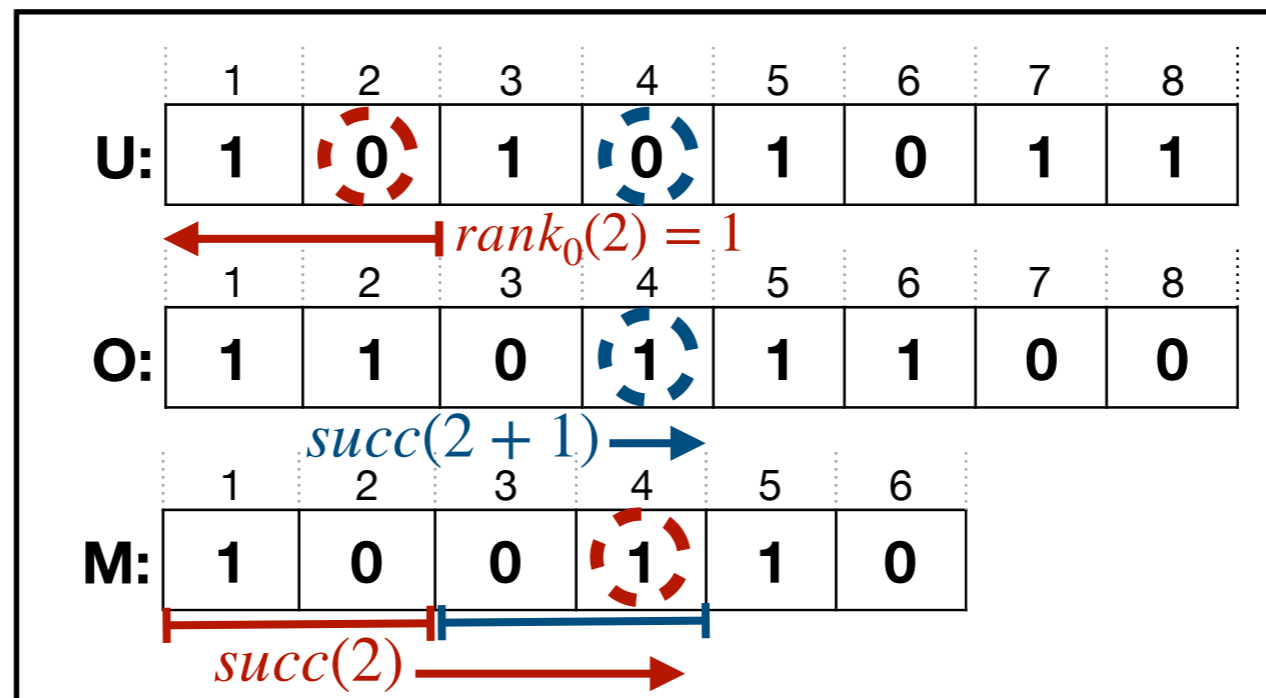 1 2 3 4 5 6 7 8
U: 1 0 1 0 1 0 1 1
rank₀(2) = 1
1 2 3 4 5 6 7 8
O: 1 1 0 1 1 1 0 0
succ(2 + 1)
1 2 3 4 5 6
M: 1 0 0 1 1 0
succ(2)